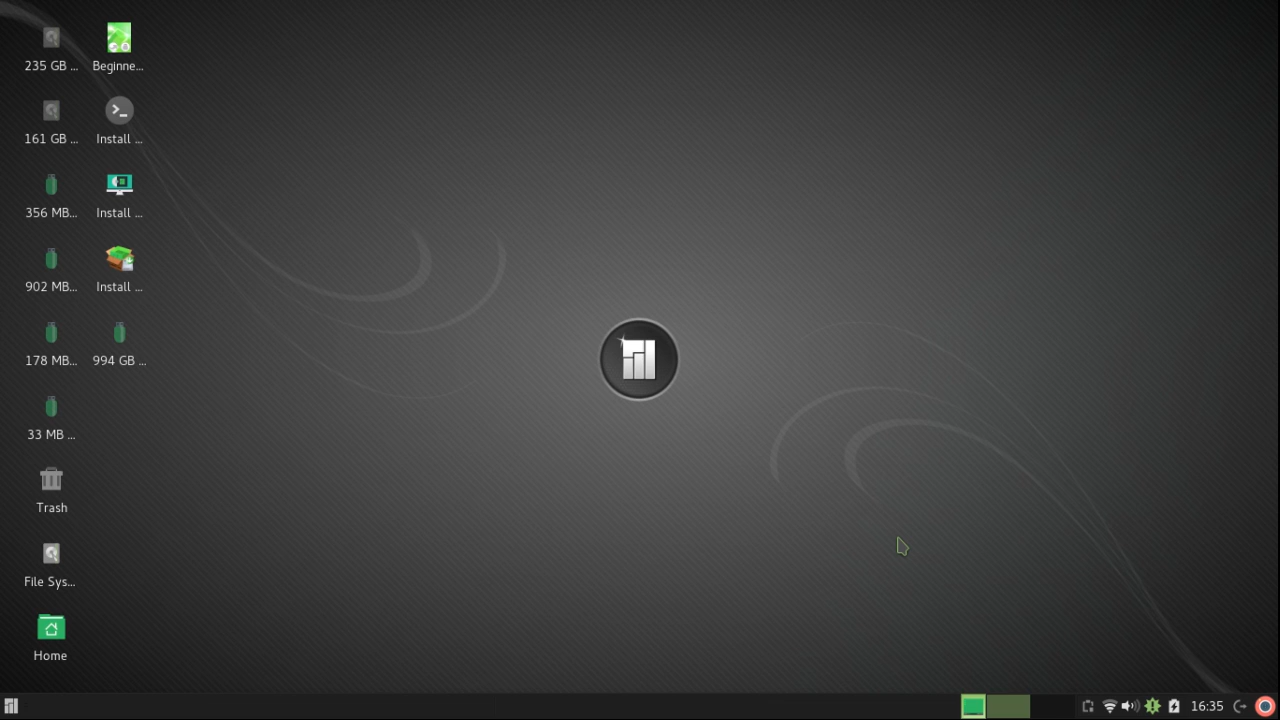 235 GB ...
Beginne...
161 GB ...
Install ...
356 MB...
Install ...
902 MB...
Install ...
178 MB...
994 GB ...
33 MB ...
Trash
File Sys...
Home
16:35